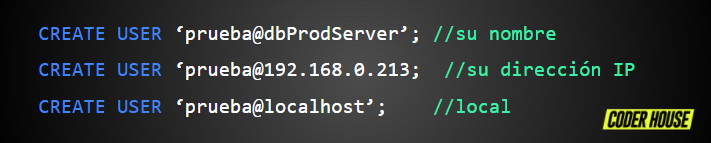 CREATE USER ‘prueba@dbProdServer’; //su nombre
CREATE USER ‘prueba@192.168.0.213; //su dirección IP
CREATE USER ‘prueba@localhost’; //local
CODER HOUSE